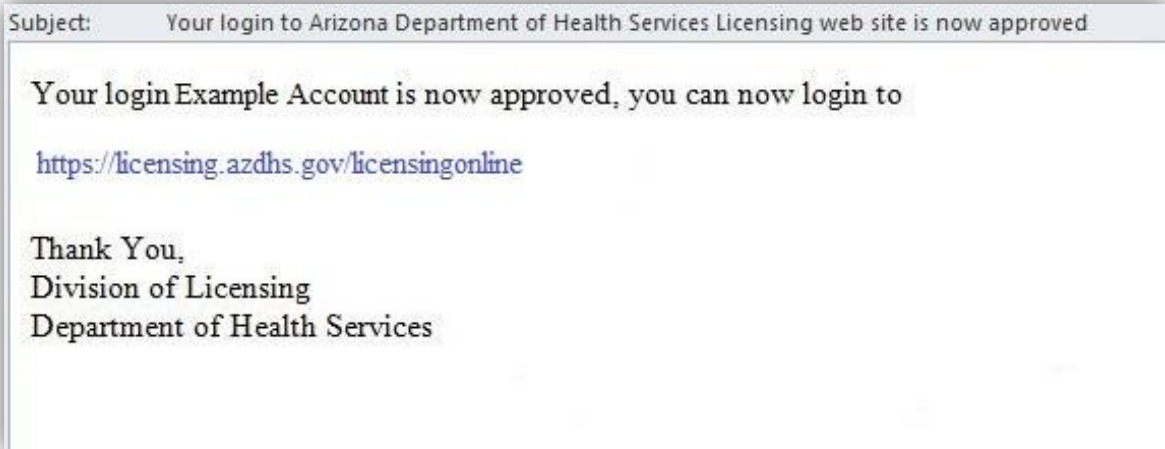 Subject: Your login to Arizona Department of Health Services Licensing web site is now approved
Your login Example Account is now approved, you can now login to
https://licensing.azdhs.gov/licensingonline
Thank You,
Division of Licensing
Department of Health Services